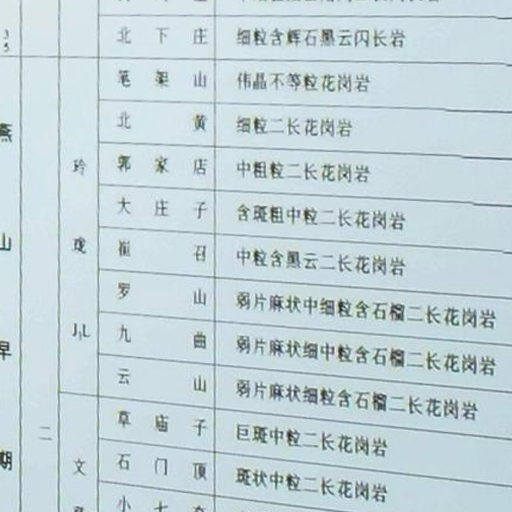 北下庄 细粒含辉石黑云闪长岩
35
笔架山 伟晶不等粒花岗岩
北黄 细粒二长花岗岩
燕
玲
郭家店 中粗粒二长花岗岩
大庄子 含斑粗中粒二长花岗岩
山
珑
崔召 中粒含黑云二长花岗岩
罗山 弱片麻状中细粒含石榴二长花岗岩
早
J₃L
九曲 弱片麻状细中粒含石榴二长花岗岩
云山 弱片麻状细粒含石榴二长花岗岩
二
草庙子 巨斑中粒二长花岗岩
期
文
石门顶 斑状中粒二长花岗岩
小七